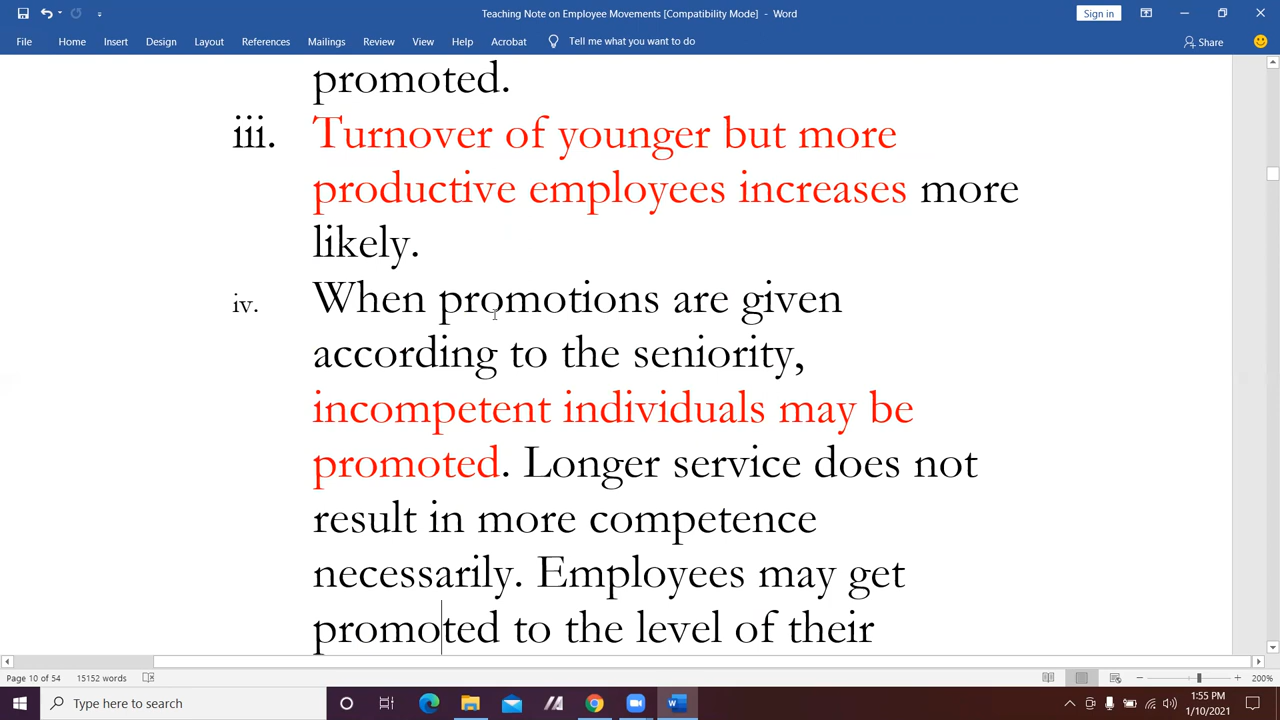 Teaching Note on Employee Movements [Compatibility Mode] - Word
Sign in
File Home Insert Design Layout References Mailings Review View Help Acrobat Tell me what you want to do Share
promoted.
iii. Turnover of younger but more
productive employees increases more
likely.
iv. When promotions are given
according to the seniority,
incompetent individuals may be
promoted. Longer service does not
result in more competence
necessarily. Employees may get
promoted to the level of their
Page 10 of 54 15152 words 200%
Type here to search
1:55 PM
1/10/2021